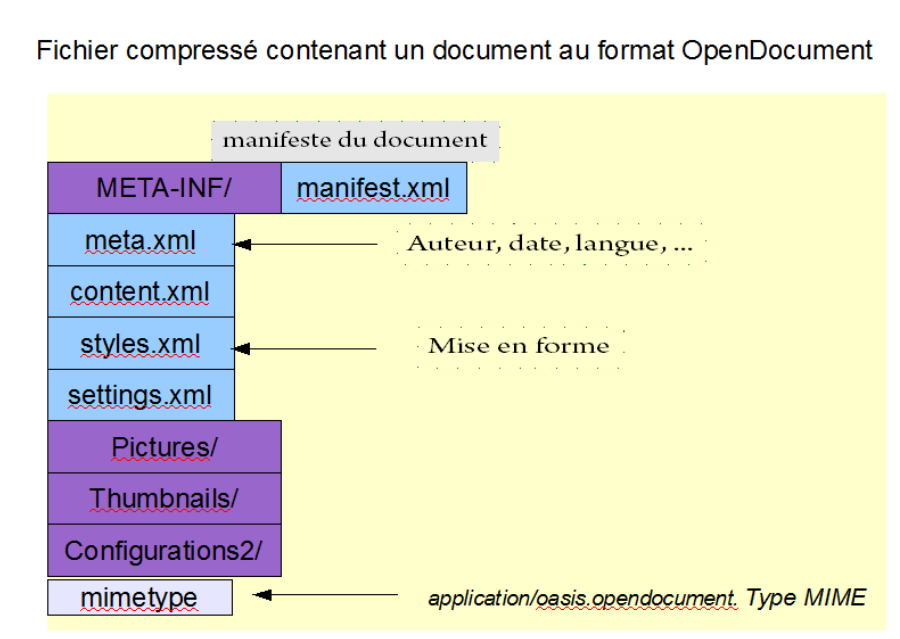 Fichier compressé contenant un document au format OpenDocument
manifeste du document
META-INF/ manifest.xml
meta.xml Auteur, date, langue, ...
content.xml
styles.xml Mise en forme
settings.xml
Pictures/
Thumbnails/
Configurations2/
mimetype application/oasis.opendocument. Type MIME